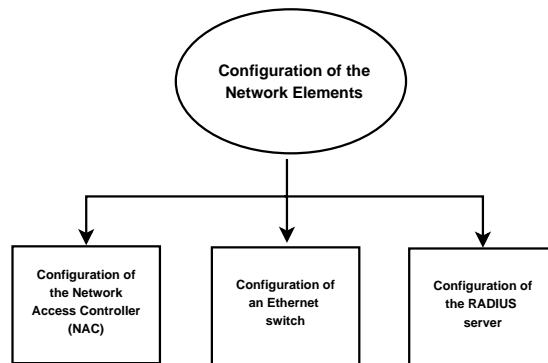 Configuration of the
Network Elements
Configuration of
the Network
Access Controller
(NAC)
Configuration of
an Ethernet
switch
Configuration of
the RADIUS
server